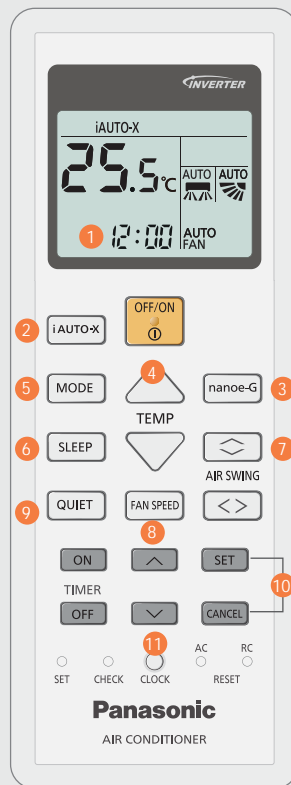 INVERTER
iAUTO-X
25.5°C
AUTO AUTO
1 12:00 AUTO
FAN
OFF/ON
2 iAUTO-X
4
5 MODE nanoe-G 3
TEMP
6 SLEEP 7
AIR SWING
9 QUIET FAN SPEED
8
ON SET
TIMER 10
OFF CANCEL
11 AC RC
SET CHECK CLOCK RESET
Panasonic
AIR CONDITIONER